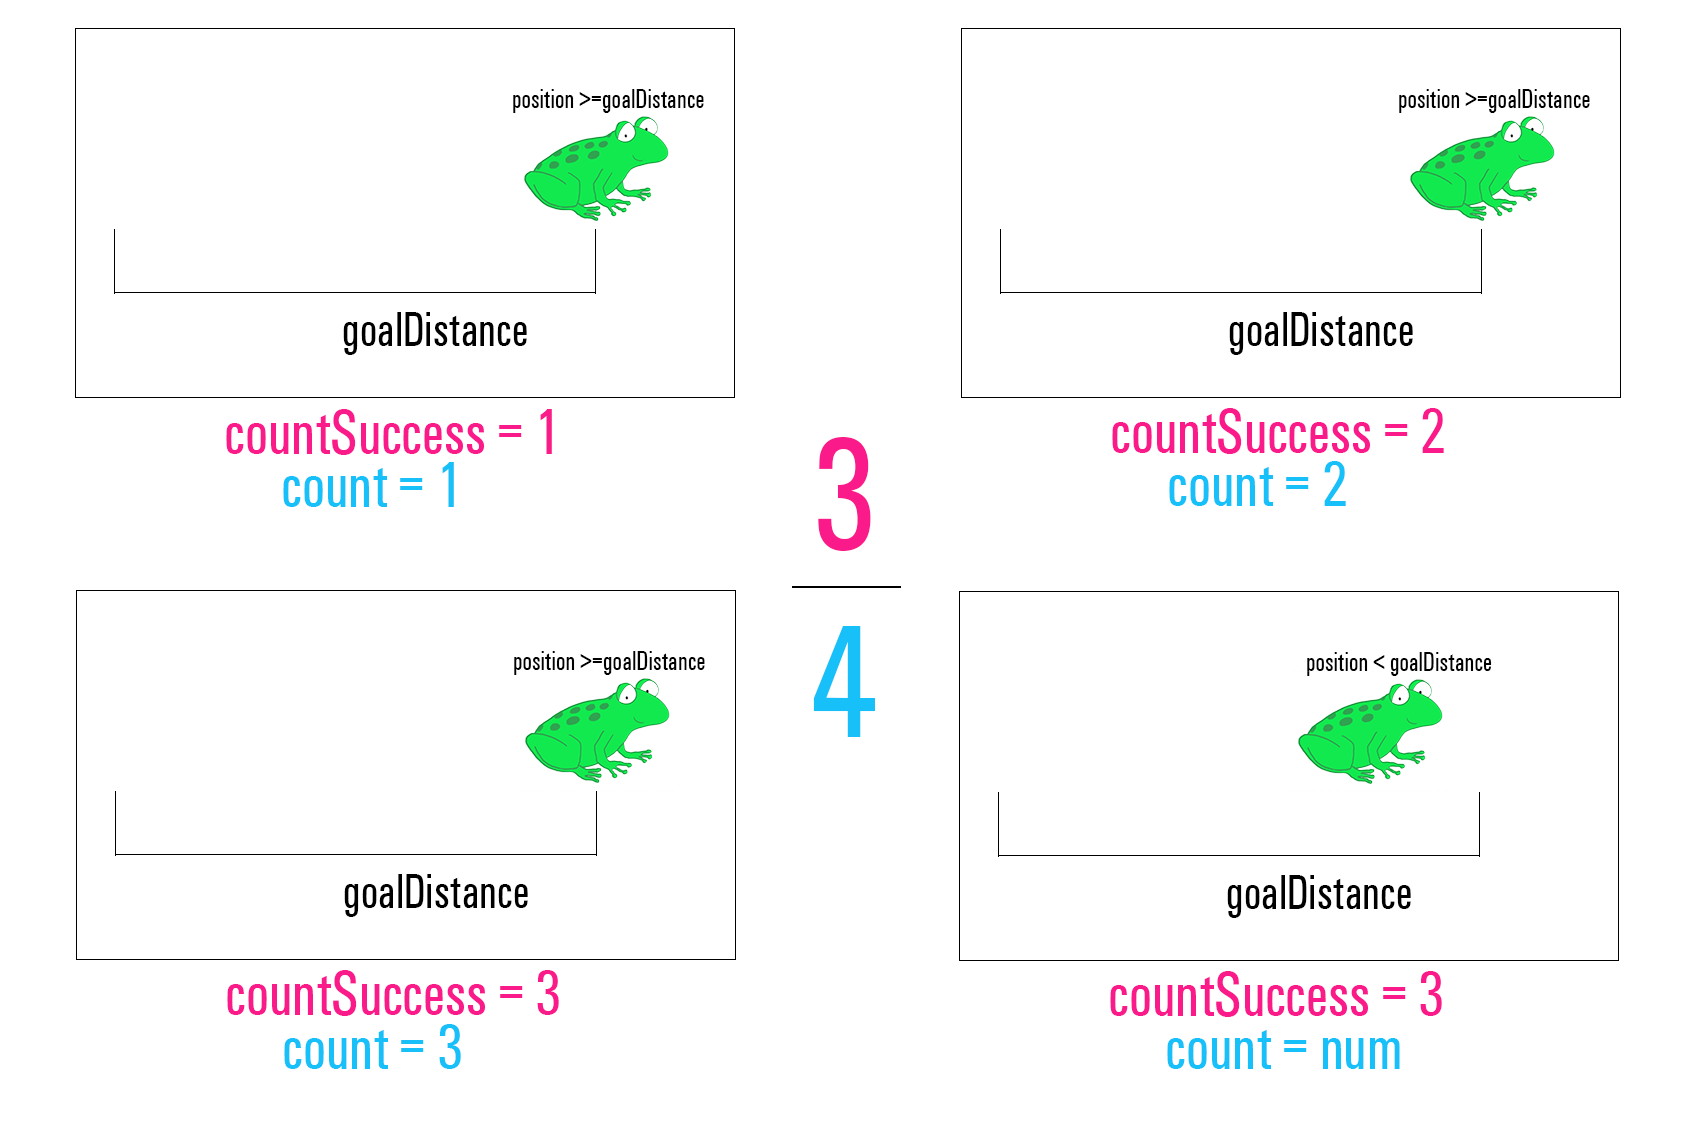 position >=goalDistance
goalDistance
countSuccess = 1
count = 1
position >=goalDistance
goalDistance
countSuccess = 2
count = 2
3
4
position >=goalDistance
goalDistance
countSuccess = 3
count = 3
position < goalDistance
goalDistance
countSuccess = 3
count = num